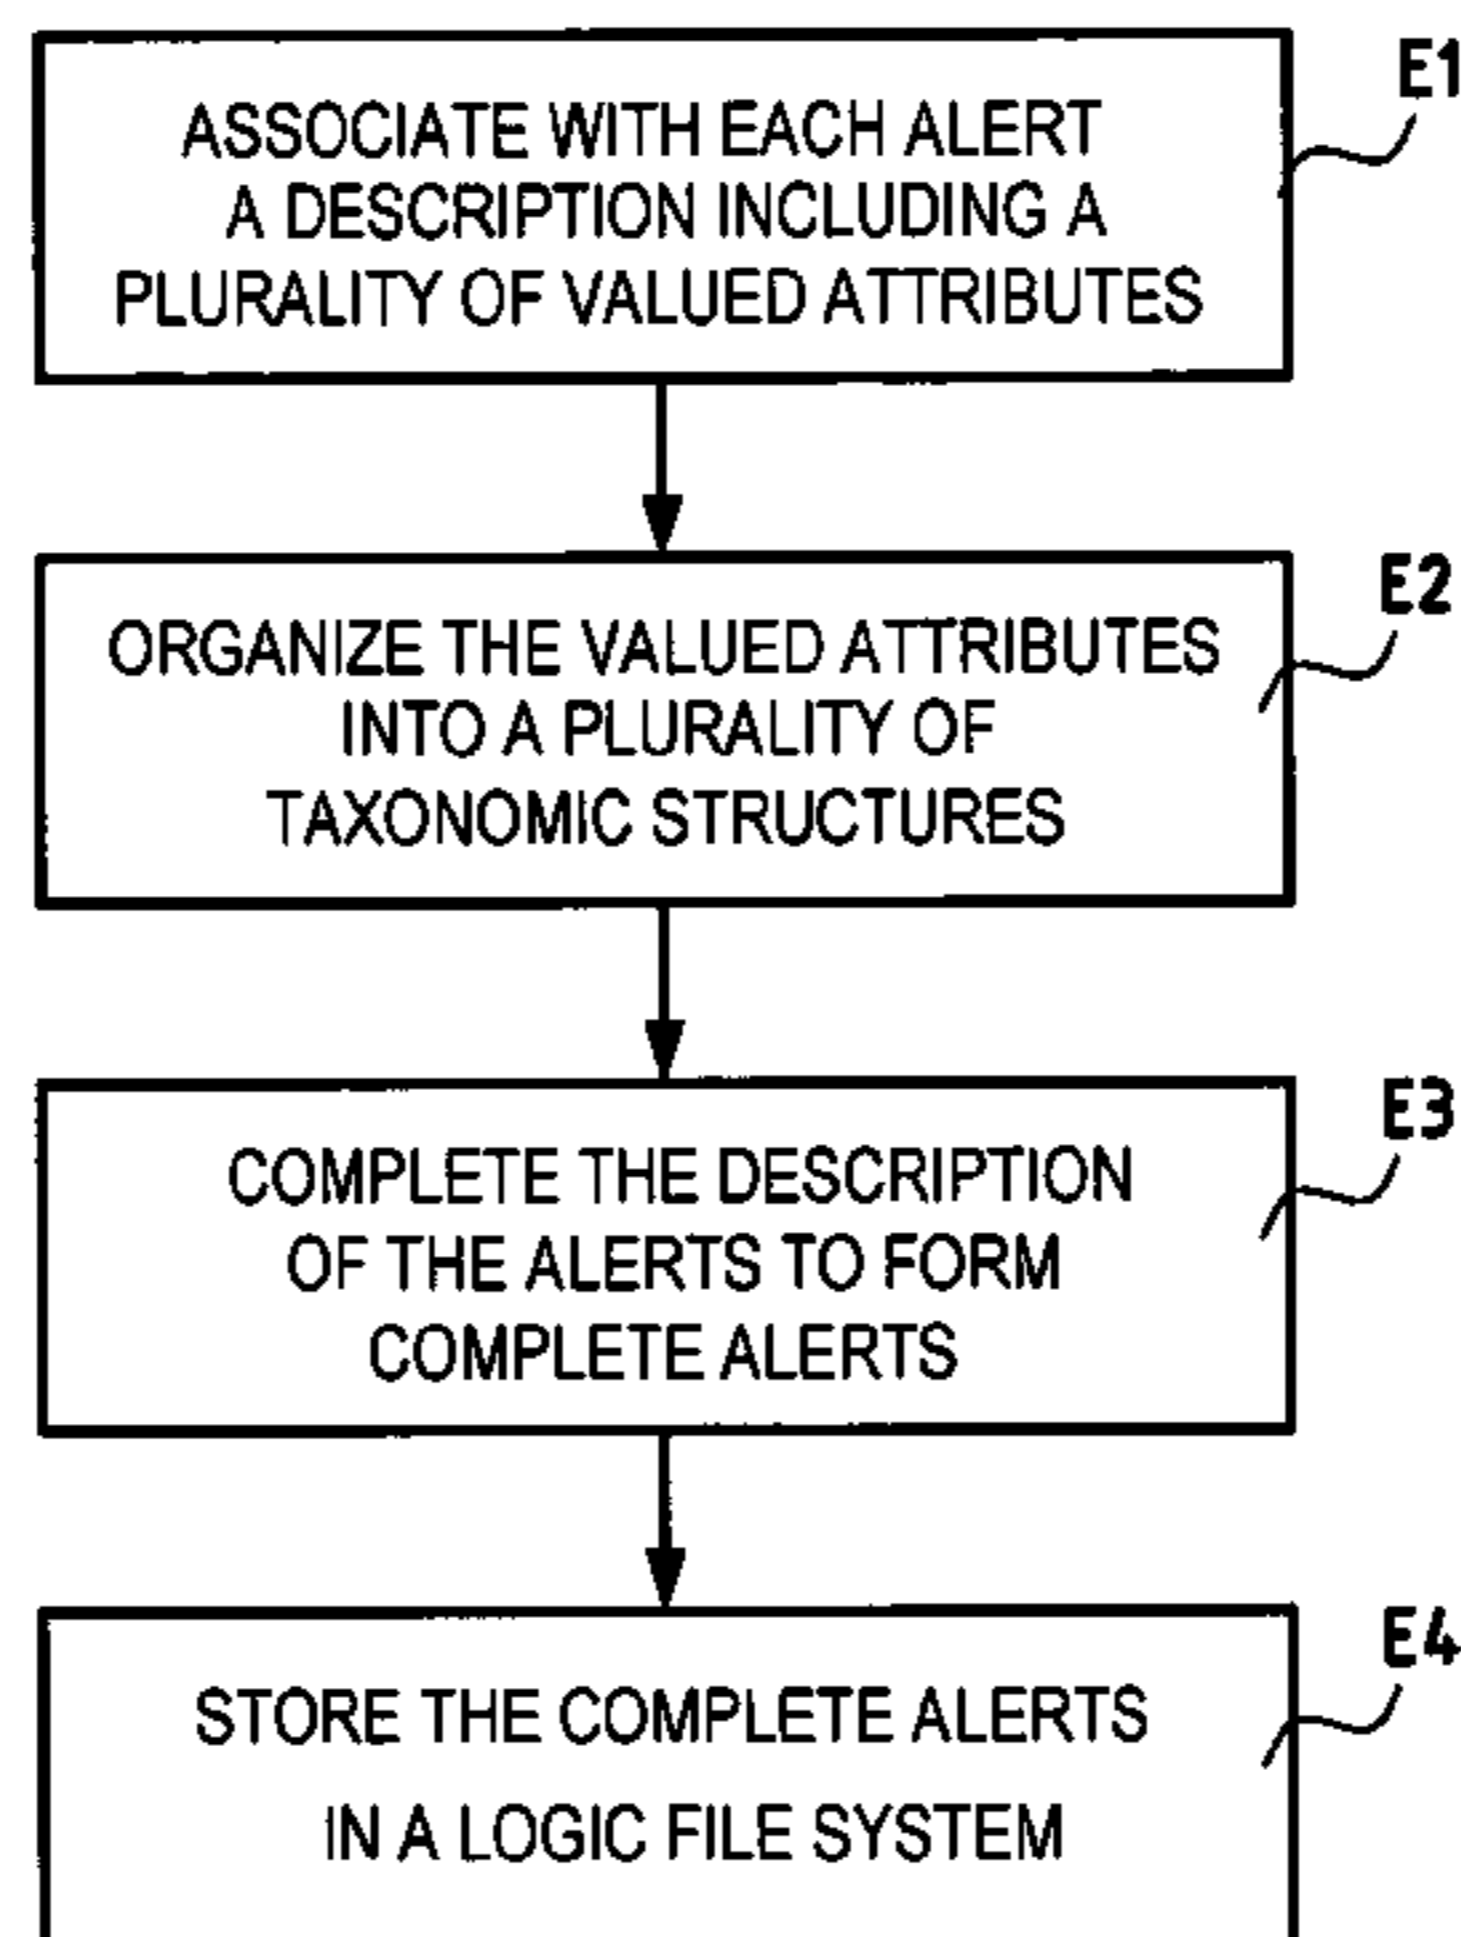 E1
ASSOCIATE WITH EACH ALERT
A DESCRIPTION INCLUDING A
PLURALITY OF VALUED ATTRIBUTES
E2
ORGANIZE THE VALUED ATTRIBUTES
INTO A PLURALITY OF
TAXONOMIC STRUCTURES
E3
COMPLETE THE DESCRIPTION
OF THE ALERTS TO FORM
COMPLETE ALERTS
E4
STORE THE COMPLETE ALERTS
IN A LOGIC FILE SYSTEM